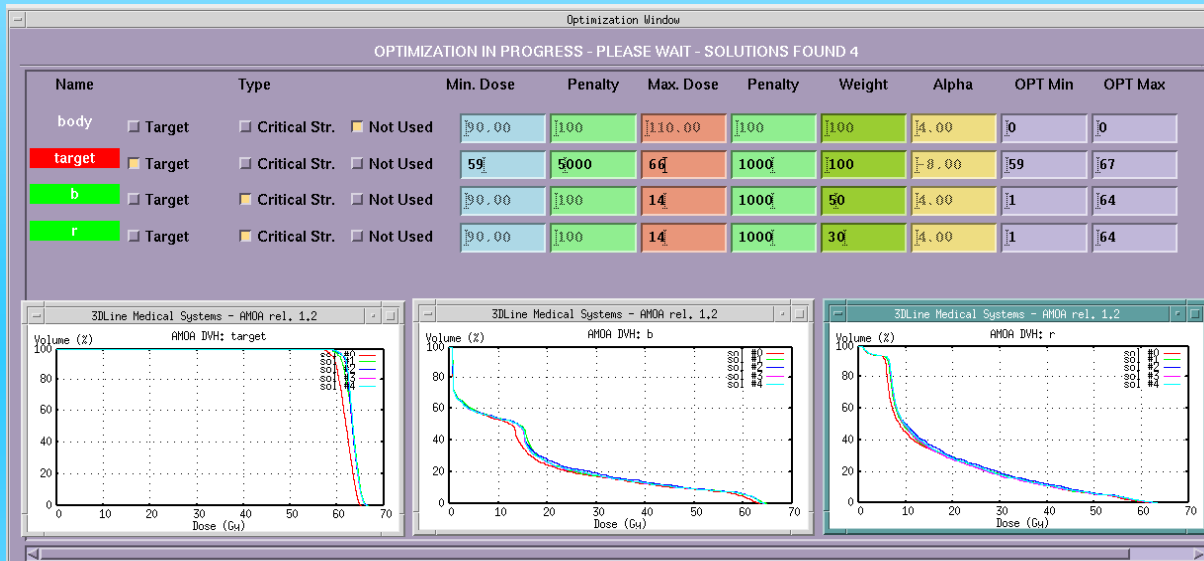 Optimization Window
OPTIMIZATION IN PROGRESS - PLEASE WAIT - SOLUTIONS FOUND 4
Name Type Min. Dose Penalty Max. Dose Penalty Weight Alpha OPT Min OPT Max
body Target Critical Str. Not Used 90.00 100 110.00 100 100 4.00 0 0
target Target Critical Str. Not Used 59 5000 66 1000 100 -8.00 59 67
b Target Critical Str. Not Used 90.00 100 14 1000 50 4.00 1 64
r Target Critical Str. Not Used 90.00 100 14 1000 30 4.00 1 64
3DLine Medical Systems - AMOA rel. 1.2
Volume (%) AMOA DVH: target
100
80
60
40
20
0
sol #0
sol #1
sol #2
sol #3
sol #4
0 10 20 30 40 50 60 70
Dose (Gy)
3DLine Medical Systems - AMOA rel. 1.2
Volume (%) AMOA DVH: b
100
80
60
40
20
0
sol #0
sol #1
sol #2
sol #3
sol #4
0 10 20 30 40 50 60 70
Dose (Gy)
3DLine Medical Systems - AMOA rel. 1.2
Volume (%) AMOA DVH: r
100
80
60
40
20
0
sol #0
sol #1
sol #2
sol #3
sol #4
0 10 20 30 40 50 60 70
Dose (Gy)